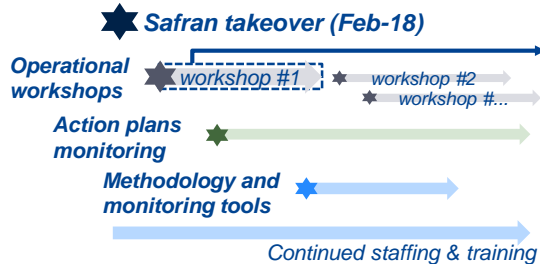 Safran takeover (Feb-18)
Operational
workshops
workshop #1
workshop #2
workshop #...
Action plans
monitoring
Methodology and
monitoring tools
Continued staffing & training